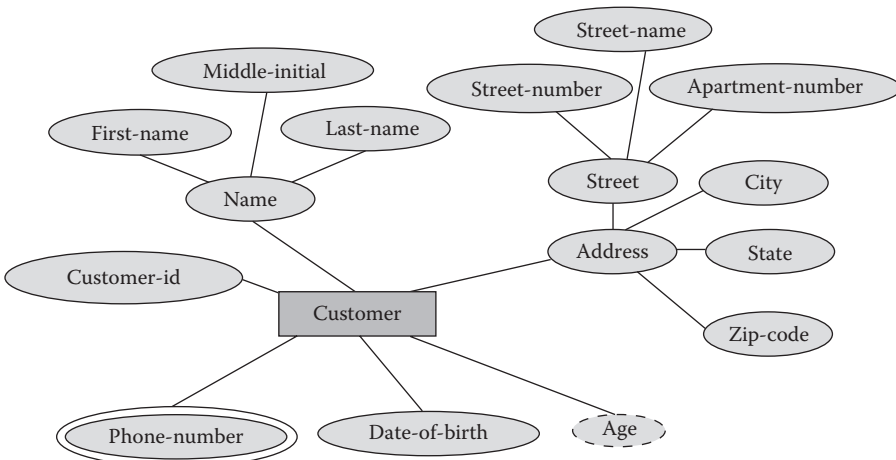 Street-name
Middle-initial
Street-number
Apartment-number
First-name
Last-name
Name
Street
City
Address
State
Customer-id
Customer
Zip-code
Phone-number
Date-of-birth
Age